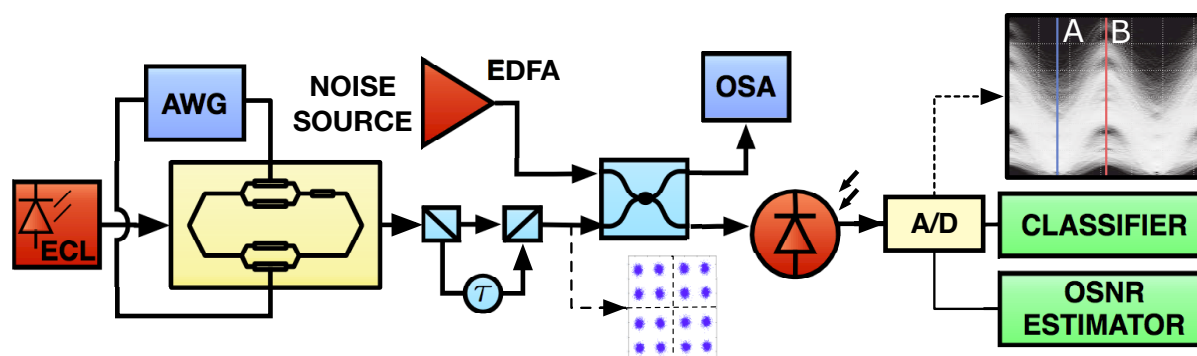 AWG
NOISE
SOURCE
EDFA
OSA
A B
ECL
τ
A/D
CLASSIFIER
OSNR
ESTIMATOR